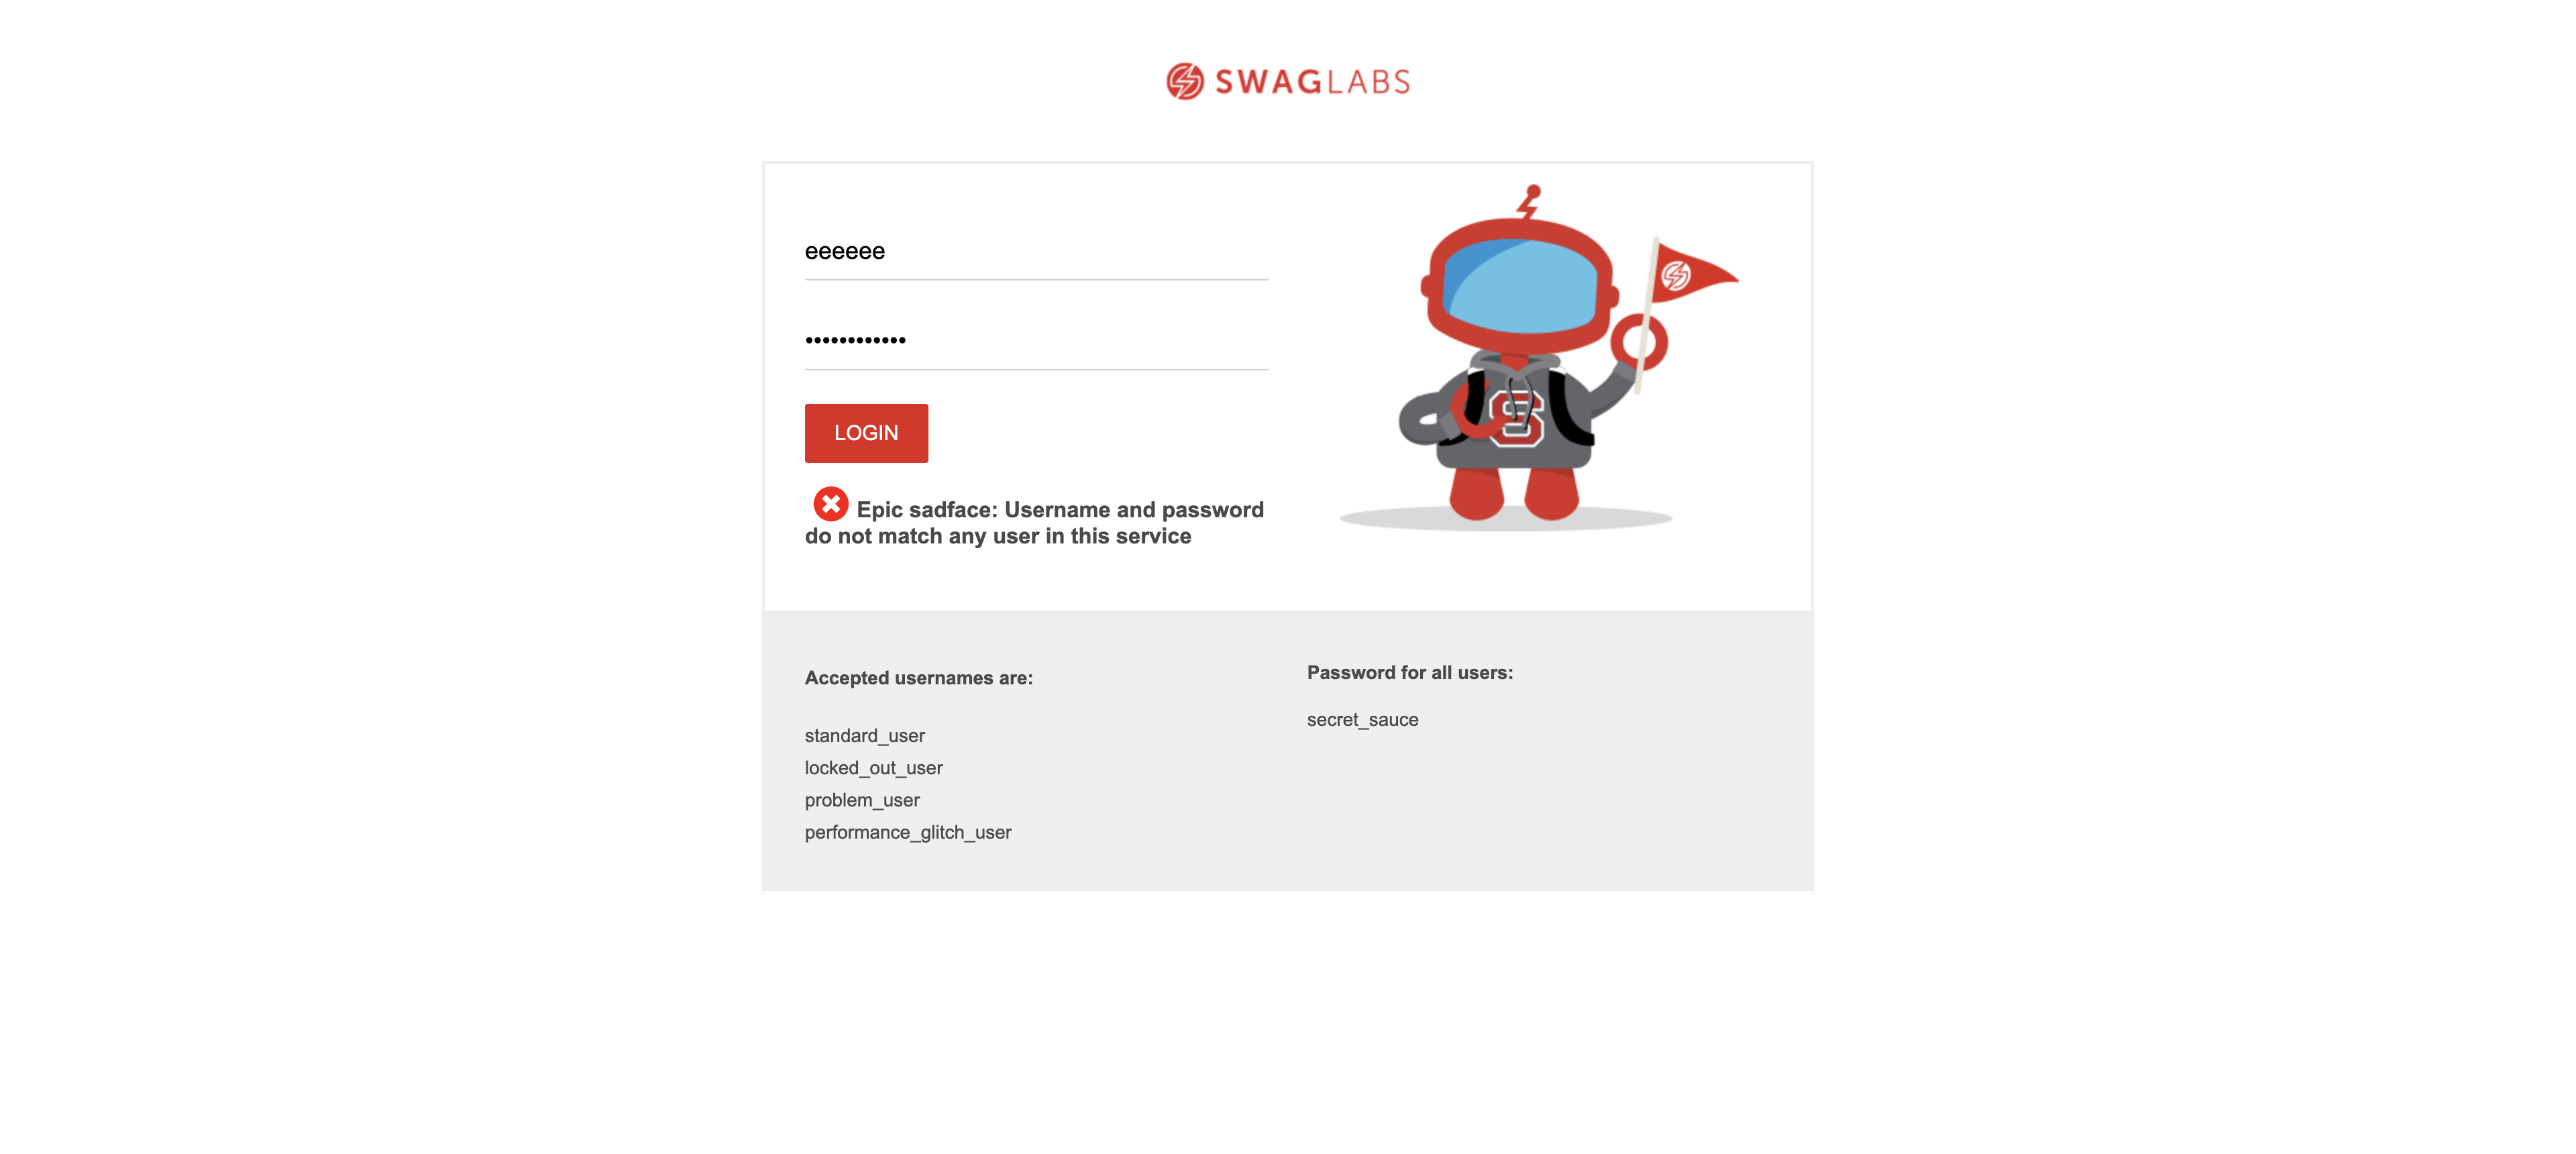 SWAGLABS
eeeeee
••••••••••••
LOGIN
Epic sadface: Username and password
do not match any user in this service
S
Accepted usernames are:
standard_user
locked_out_user
problem_user
performance_glitch_user
Password for all users:
secret_sauce